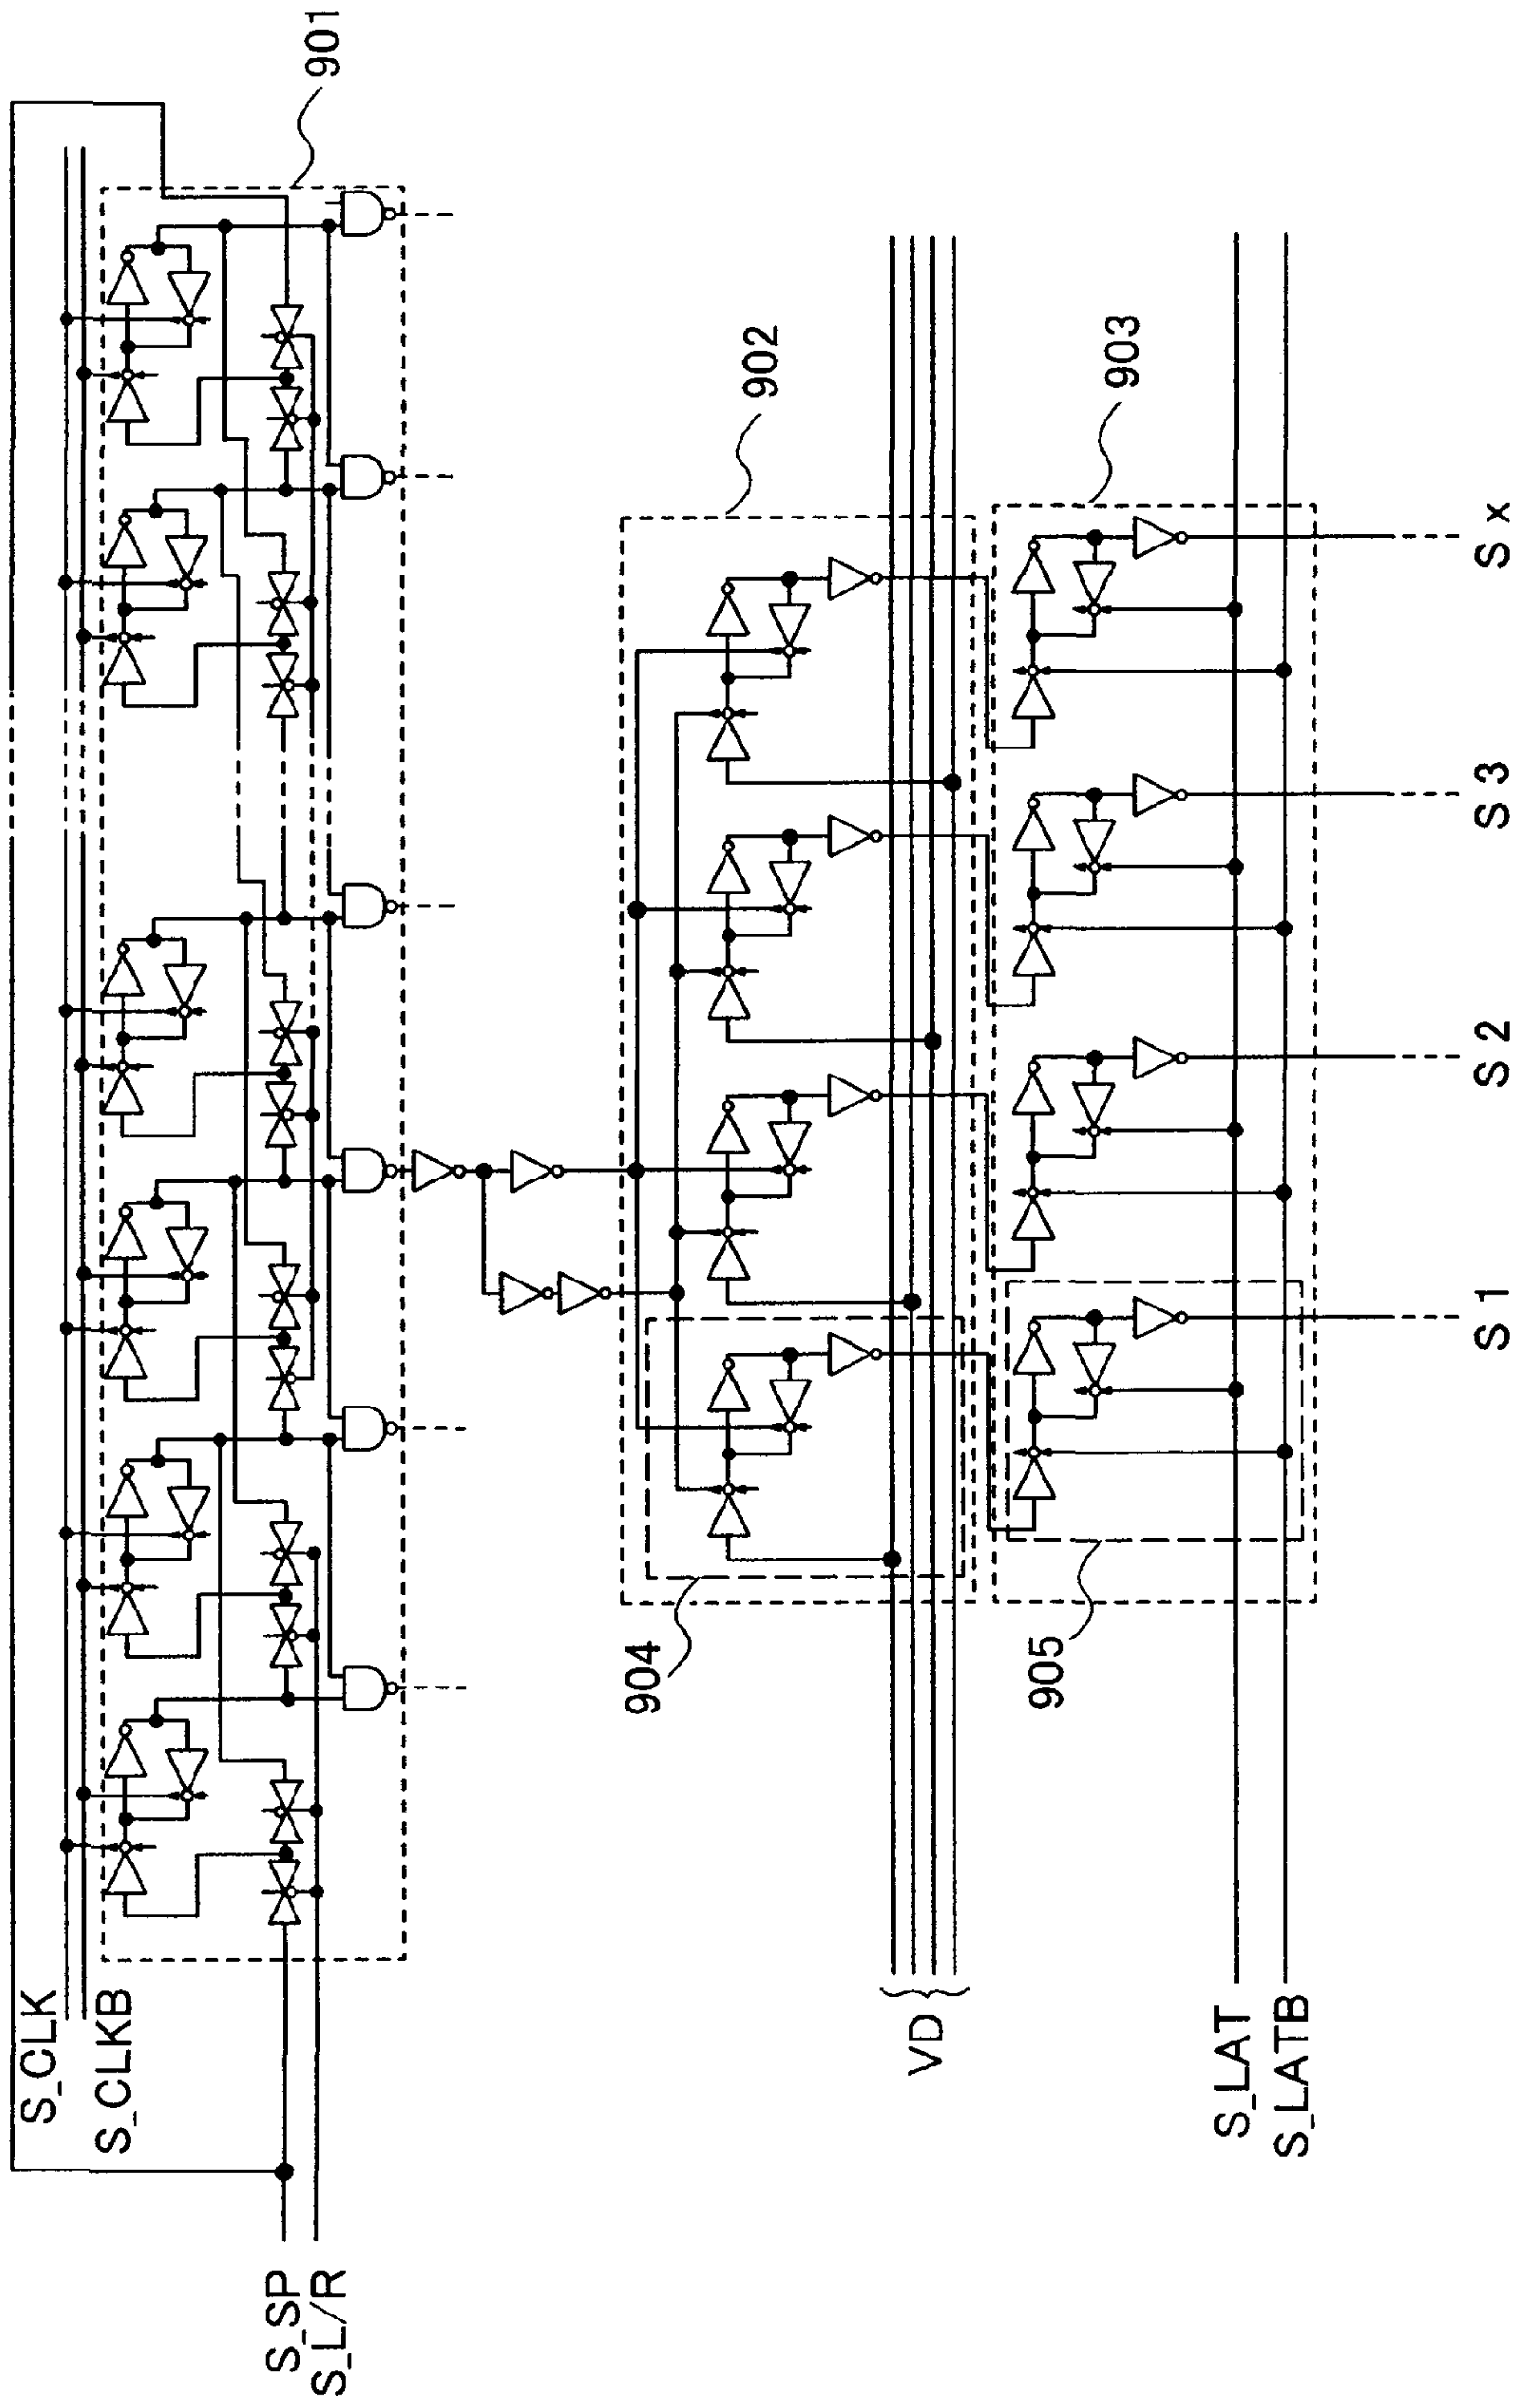 S_CLK
S_CLKB
S_SP
S_L/R
901
902
904
VD
903
905
S_LAT
S_LATB
S 1
S 2
S 3
S x